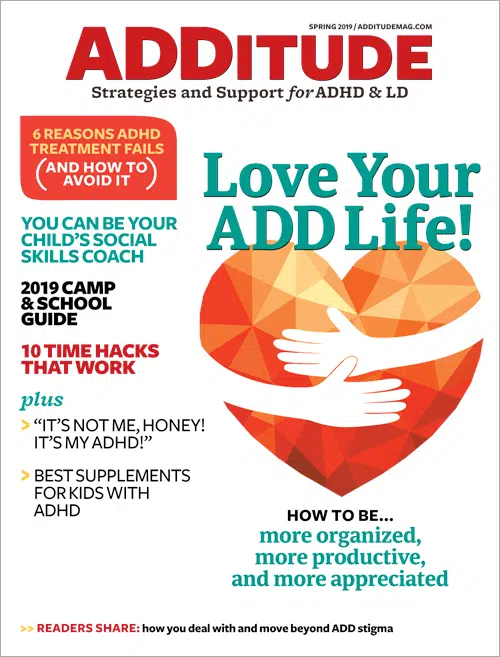 SPRING 2019 / ADDITUDEMAG.COM
ADDITUDE
Strategies and Support for ADHD & LD
6 REASONS ADHD
TREATMENT FAILS
(AND HOW TO
AVOID IT)
Love Your
ADD Life!
YOU CAN BE YOUR
CHILD'S SOCIAL
SKILLS COACH
2019 CAMP
& SCHOOL
GUIDE
10 TIME HACKS
THAT WORK
plus
> “IT'S NOT ME, HONEY!
IT'S MY ADHD!”
> BEST SUPPLEMENTS
FOR KIDS WITH
ADHD
HOW TO BE...
more organized,
more productive,
and more appreciated
>> READERS SHARE: how you deal with and move beyond ADD stigma